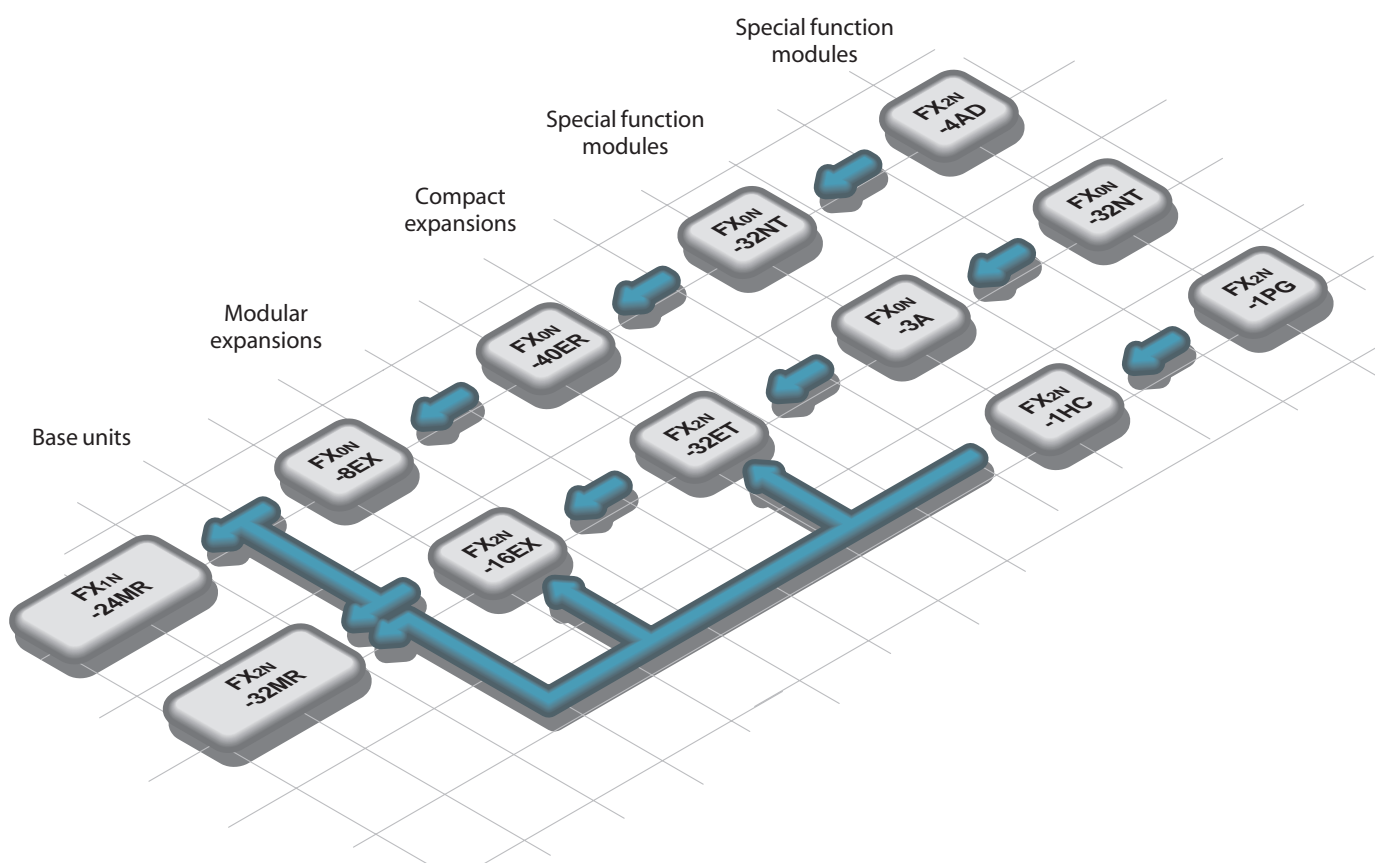 Special function
modules
Special function
modules
Compact
expansions
Modular
expansions
Base units
FX2N
-4AD
FX0N
-32NT
FX0N
-32NT
FX0N
-40ER
FX0N
-3A
FX2N
-1PG
FX0N
-8EX
FX2N
-32ET
FX2N
-1HC
FX1N
-24MR
FX2N
-16EX
FX2N
-32MR